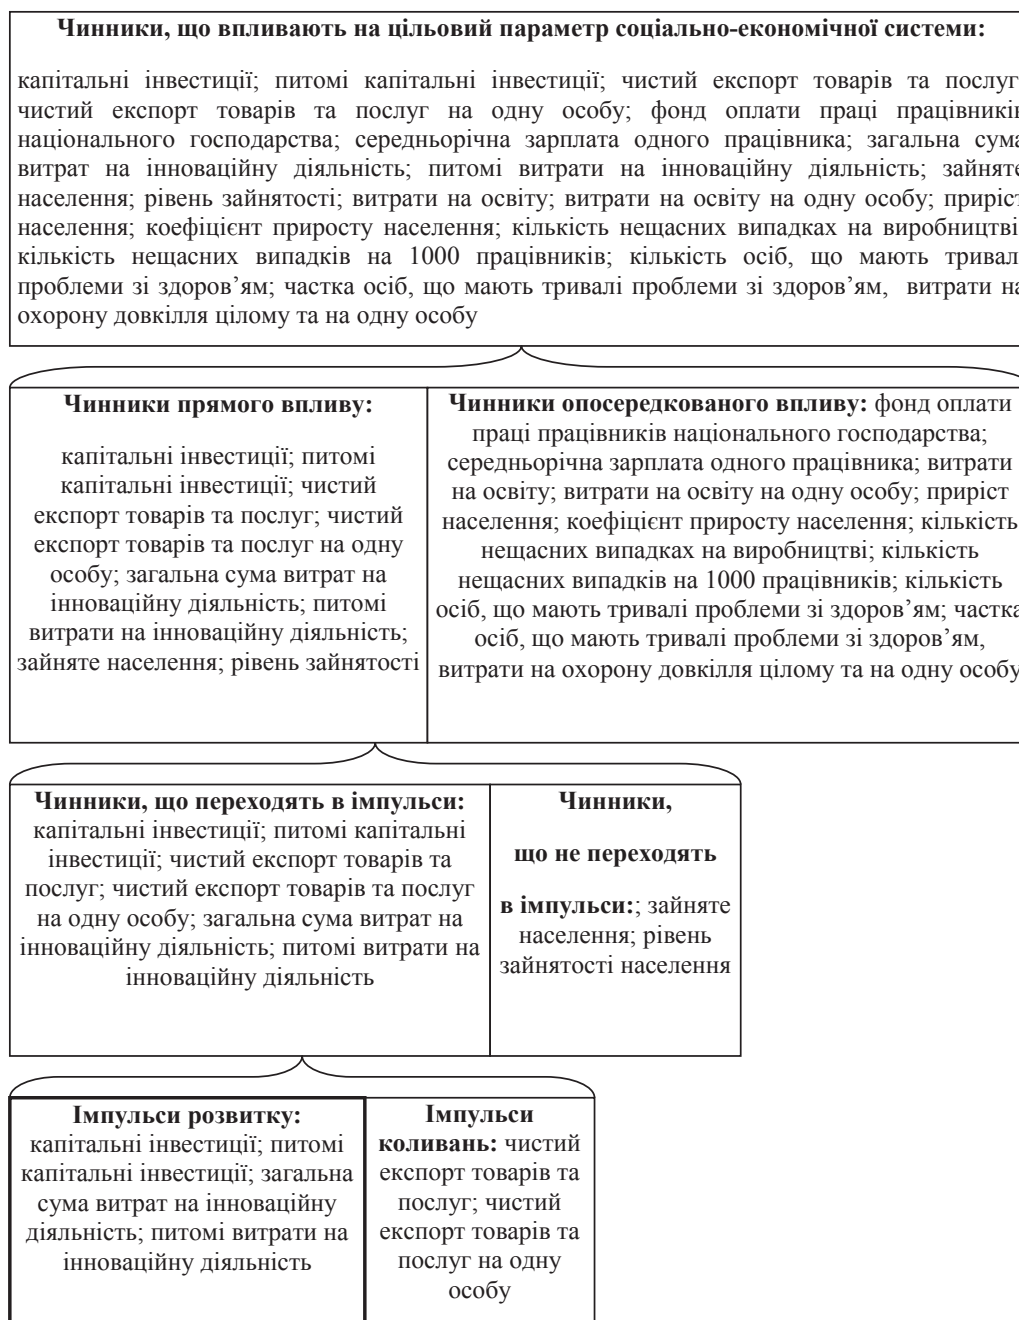 Чинники, що впливають на цільовий параметр соціально-економічної системи:
капітальні інвестиції; питомі капітальні інвестиції; чистий експорт товарів та послуг
чистий експорт товарів та послуг на одну особу; фонд оплати праці працівників
національного господарства; середньорічна зарплата одного працівника; загальна сума
витрат на інноваційну діяльність; питомі витрати на інноваційну діяльність; зайняте
населення; рівень зайнятості; витрати на освіту; витрати на освіту на одну особу; приріст
населення; коефіцієнт приросту населення; кількість нещасних випадках на виробництві
кількість нещасних випадків на 1000 працівників; кількість осіб, що мають тривалі
проблеми зі здоров’ям; частка осіб, що мають тривалі проблеми зі здоров’ям, витрати на
охорону довкілля цілому та на одну особу
Чинники прямого впливу:
капітальні інвестиції; питомі
капітальні інвестиції; чистий
експорт товарів та послуг; чистий
експорт товарів та послуг на одну
особу; загальна сума витрат на
інноваційну діяльність; питомі
витрати на інноваційну діяльність;
зайняте населення; рівень зайнятості
Чинники опосередкованого впливу: фонд оплати
праці працівників національного господарства;
середньорічна зарплата одного працівника; витрати
на освіту; витрати на освіту на одну особу; приріст
населення; коефіцієнт приросту населення; кількість
нещасних випадках на виробництві; кількість
нещасних випадків на 1000 працівників; кількість
осіб, що мають тривалі проблеми зі здоров’ям; частка
осіб, що мають тривалі проблеми зі здоров’ям,
витрати на охорону довкілля цілому та на одну особу
Чинники, що переходять в імпульси:
капітальні інвестиції; питомі капітальні
інвестиції; чистий експорт товарів та
послуг; чистий експорт товарів та послуг
на одну особу; загальна сума витрат на
інноваційну діяльність; питомі витрати на
інноваційну діяльність
Чинники,
що не переходять
в імпульси:; зайняте
населення; рівень
зайнятості населення
Імпульси розвитку:
капітальні інвестиції; питомі
капітальні інвестиції; загальна
сума витрат на інноваційну
діяльність; питомі витрати на
інноваційну діяльність
Імпульси
коливань: чистий
експорт товарів та
послуг; чистий
експорт товарів та
послуг на одну
особу